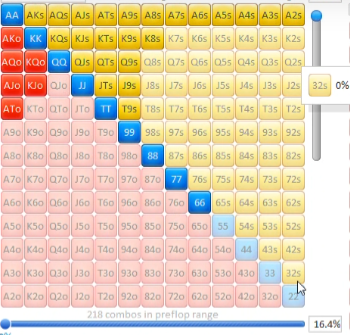 AA AKs AQs AJs ATs A9s A8s A7s A6s A5s A4s A3s A2s
AKo KK KQs KJs KTs K9s K8s K7s K6s K5s K4s K3s K2s
AQo KQo QQ QJs QTs Q9s Q8s Q7s Q6s Q5s Q4s Q3s Q2s
AJo KJo QJo JJ JTs J9s J8s J7s J6s J5s J4s J3s J2s
32s 0%
ATo KTo QTo JTo TT T9s T8s T7s T6s T5s T4s T3s T2s
A9o K9o Q9o J9o T9o 99 98s 97s 96s 95s 94s 93s 92s
A8o K8o Q8o J8o T8o 98o 88 87s 86s 85s 84s 83s 82s
A7o K7o Q7o J7o T7o 97o 87o 77 76s 75s 74s 73s 72s
A6o K6o Q6o J6o T6o 96o 86o 76o 66 65s 64s 63s 62s
A5o K5o Q5o J5o T5o 95o 85o 75o 65o 55 54s 53s 52s
A4o K4o Q4o J4o T4o 94o 84o 74o 64o 54o 44 43s 42s
A3o K3o Q3o J3o T3o 93o 83o 73o 63o 53o 43o 33 32s
A2o K2o Q2o J2o T2o 92o 82o 72o 62o 52o 42o 32o 22
218 combos in preflop range
16.4%